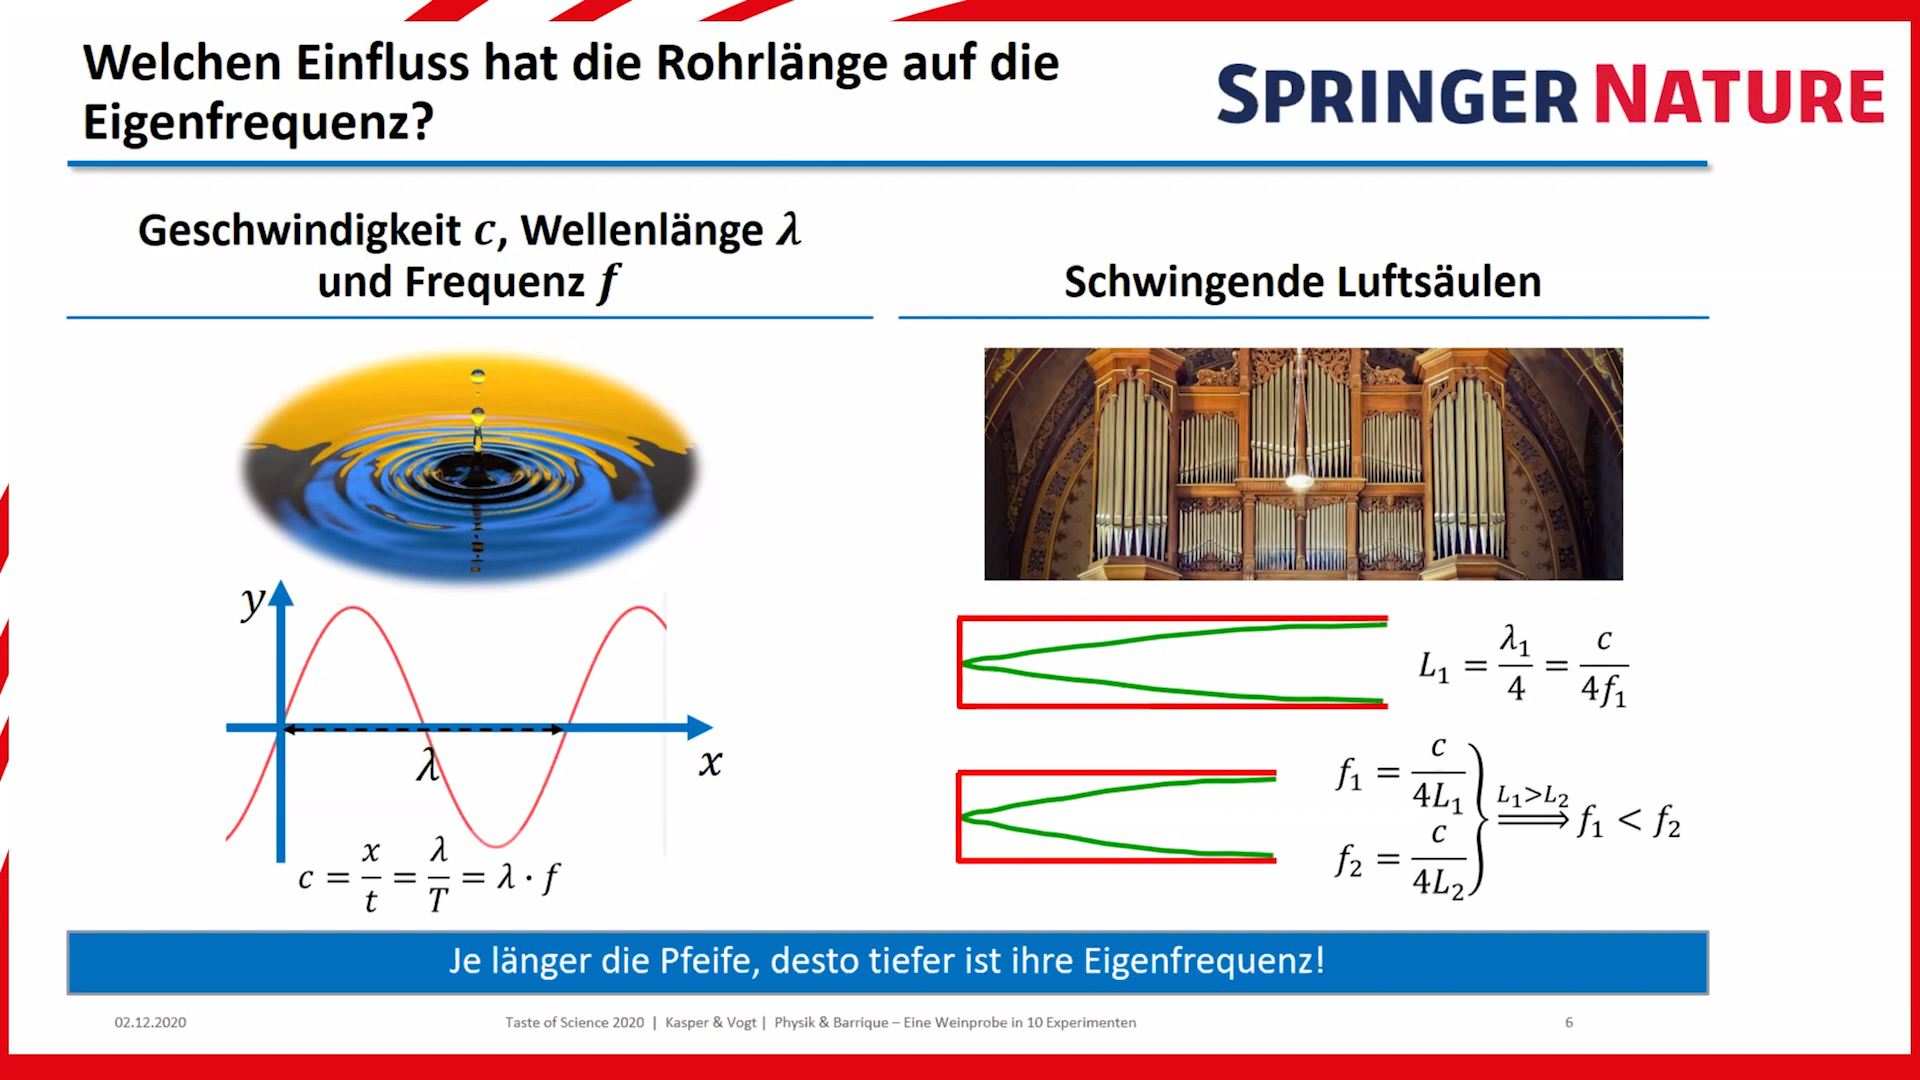 Welchen Einfluss hat die Rohrlänge auf die
Eigenfrequenz?
SPRINGER NATURE
Geschwindigkeit c, Wellenlänge λ
und Frequenz f
Schwingende Luftsäulen
y
λ
x
c = x/t = λ/T = λ · f
L₁ = λ₁/4 = c/4f₁
f₁ = c/4L₁
f₂ = c/4L₂
L₁>L₂
⟹ f₁ < f₂
Je länger die Pfeife, desto tiefer ist ihre Eigenfrequenz!
02.12.2020
Taste of Science 2020 | Kasper & Vogt | Physik & Barrique – Eine Weinprobe in 10 Experimenten
6